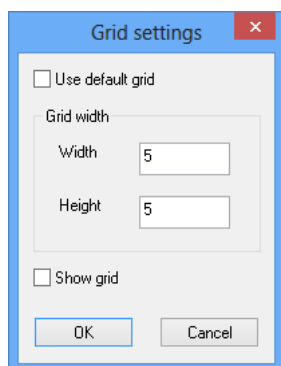 Grid settings
Use default grid
Grid width
Width 5
Height 5
Show grid
OK Cancel